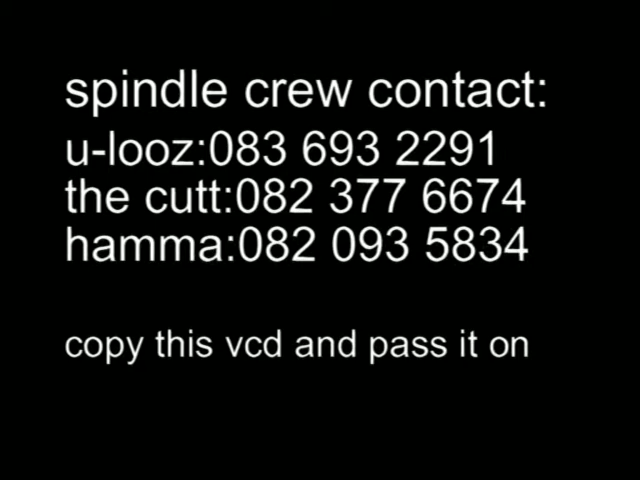 spindle crew contact:
u-looz:083 693 2291
the cutt:082 377 6674
hamma:082 093 5834
copy this vcd and pass it on